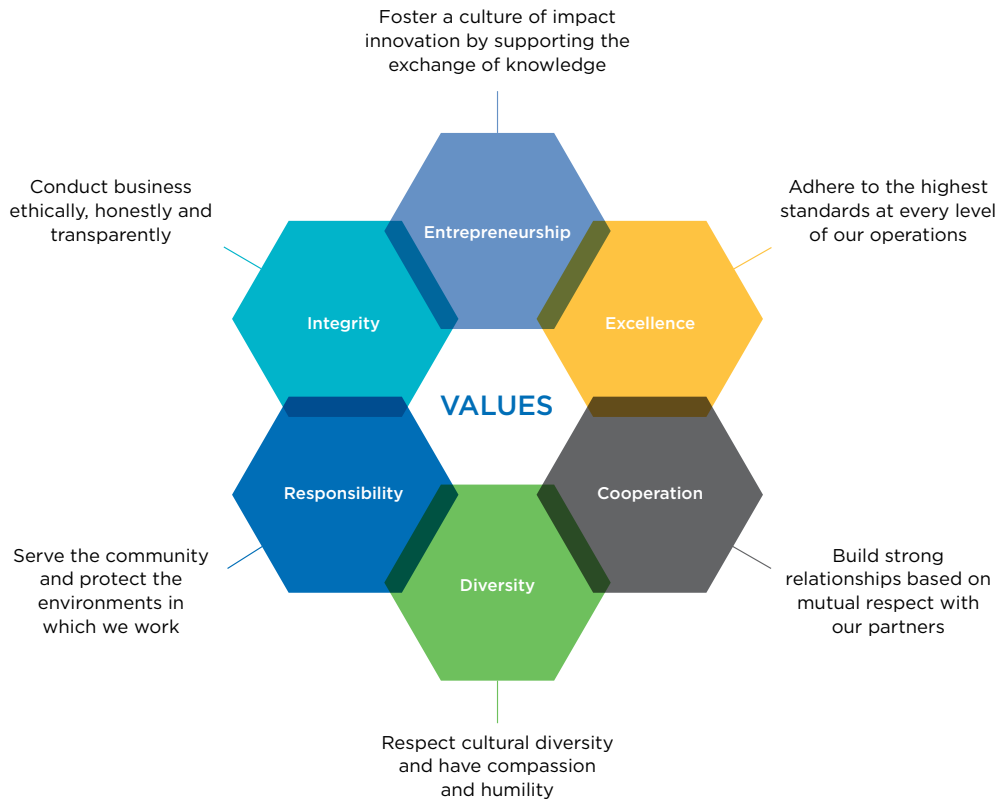 Foster a culture of impact
innovation by supporting the
exchange of knowledge
Conduct business
ethically, honestly and
transparently
Adhere to the highest
standards at every level
of our operations
Entrepreneurship
Integrity
Excellence
VALUES
Responsibility
Cooperation
Diversity
Serve the community
and protect the
environments in
which we work
Build strong
relationships based on
mutual respect with
our partners
Respect cultural diversity
and have compassion
and humility